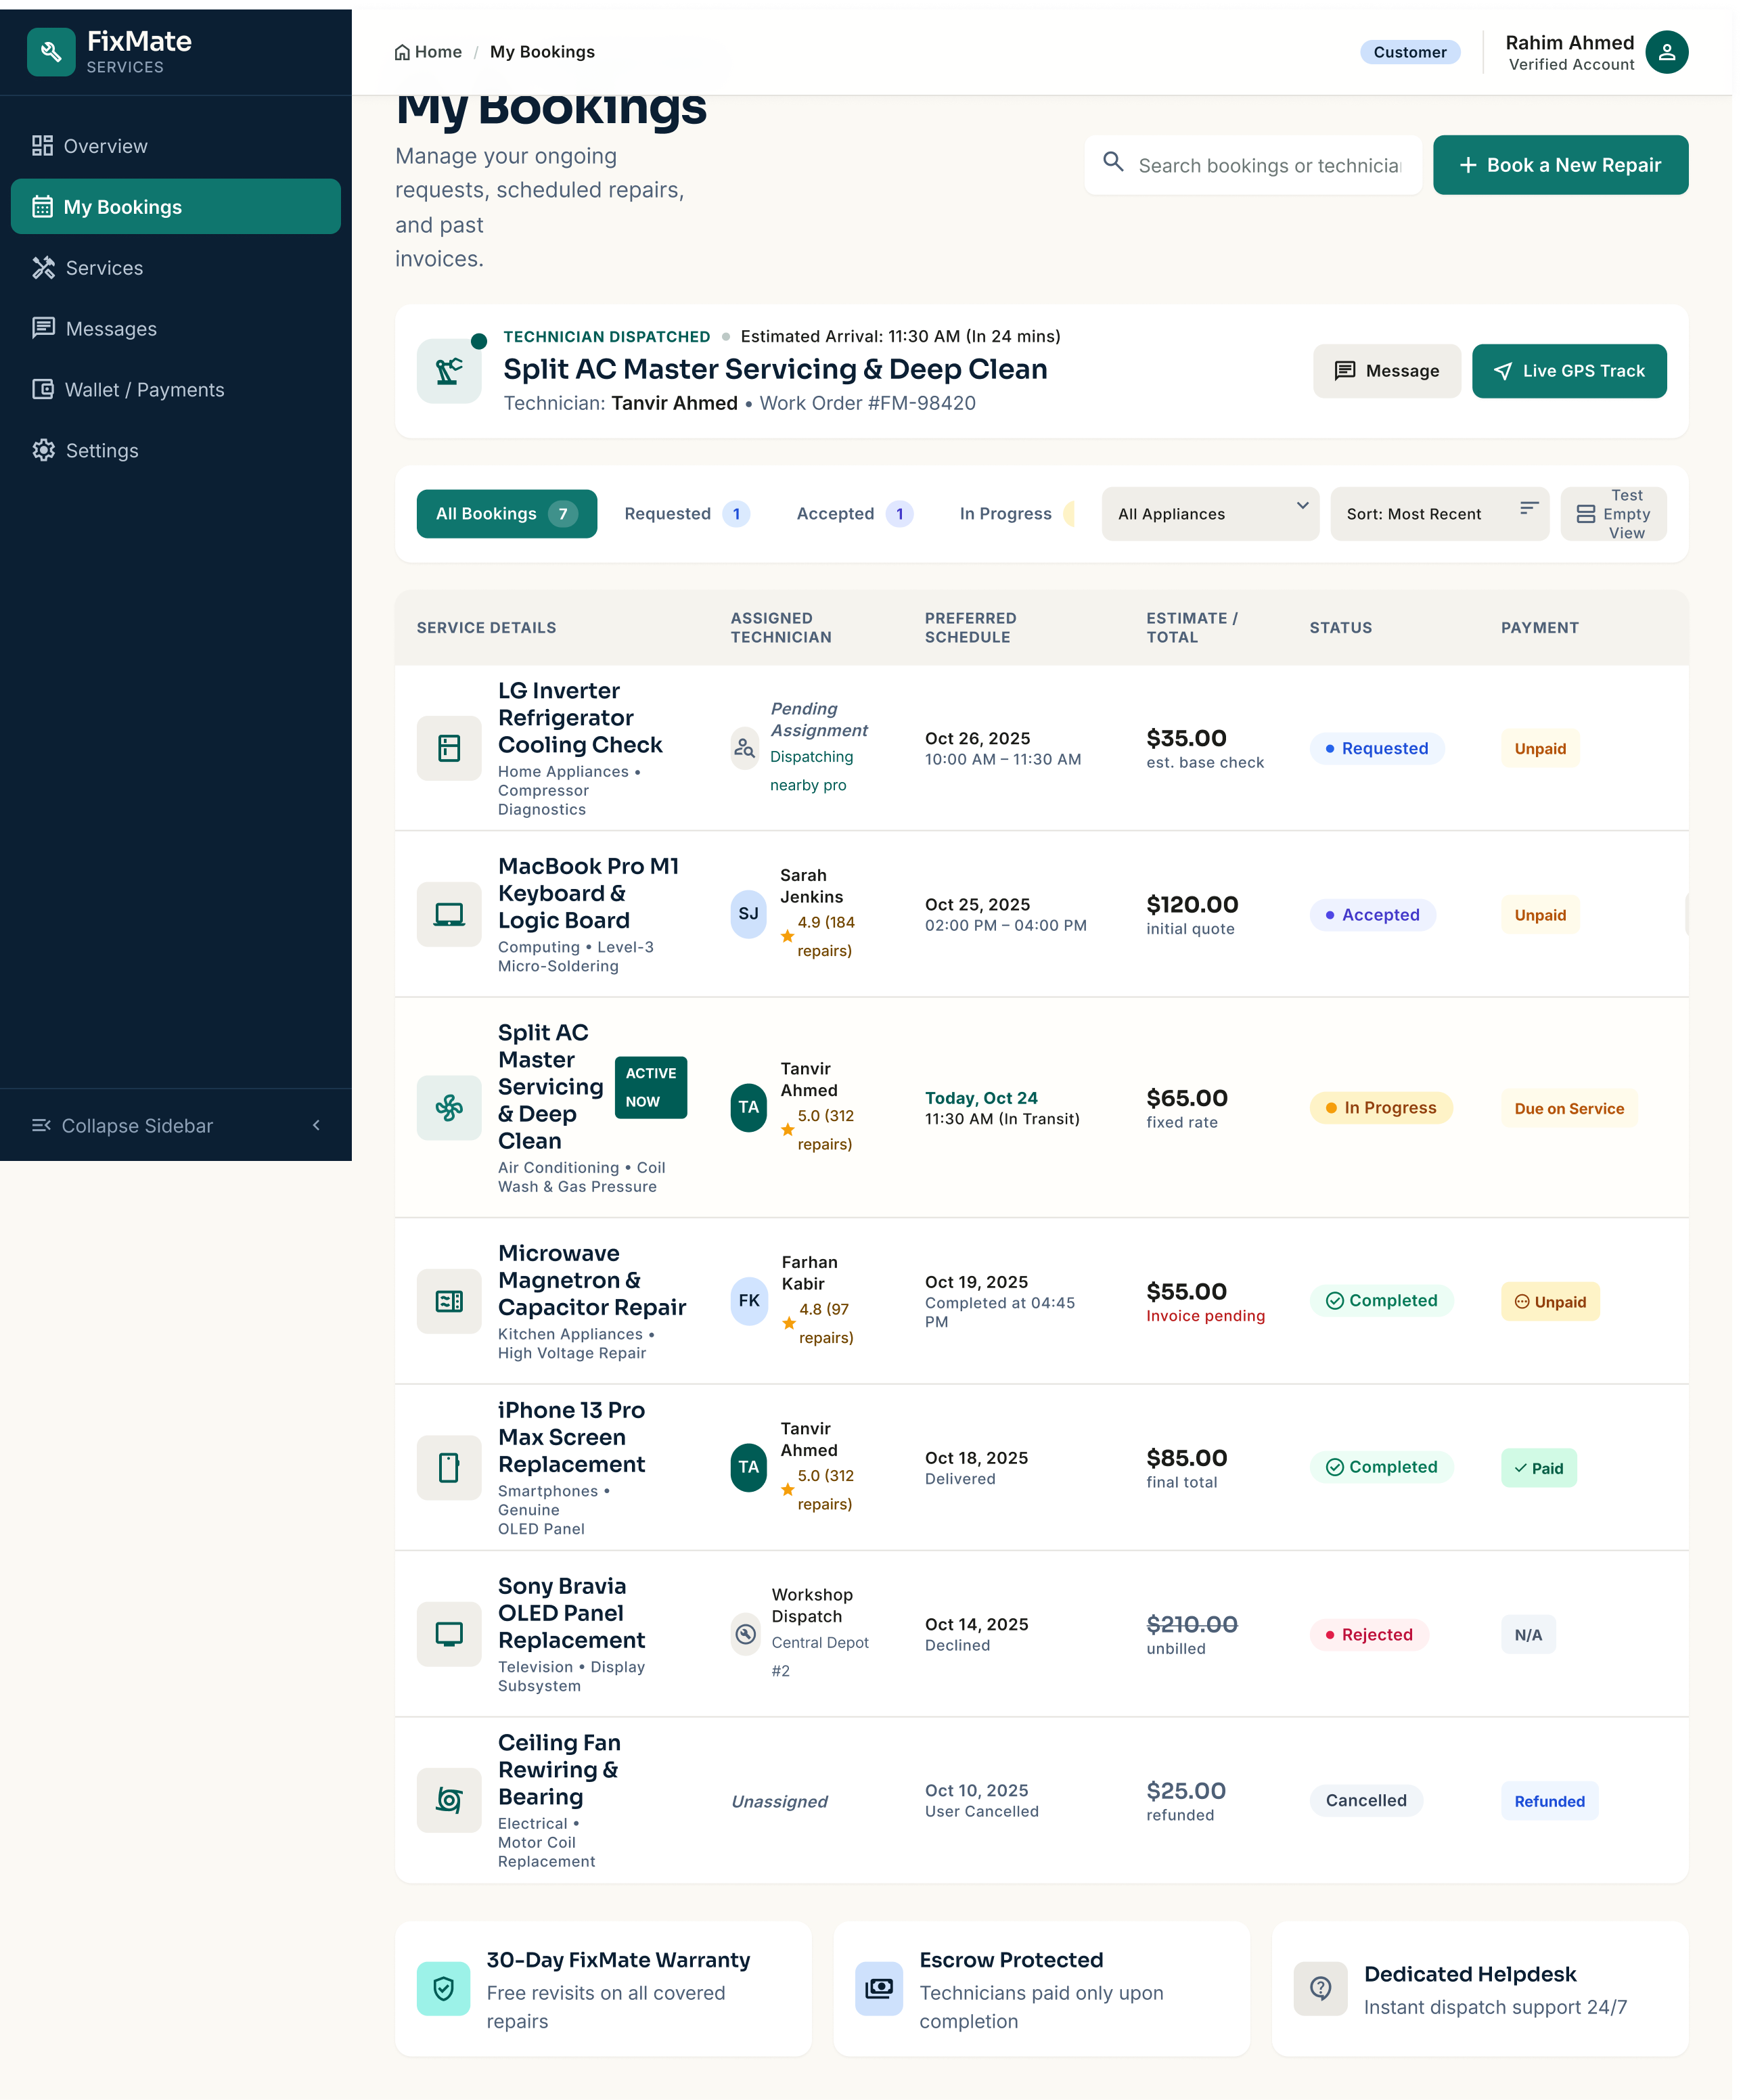 FixMate
SERVICES
Overview
My Bookings
Services
Messages
Wallet / Payments
Settings
Collapse Sidebar
Home / My Bookings
Customer
Rahim Ahmed
Verified Account
My Bookings
Manage your ongoing
requests, scheduled repairs,
and past
invoices.
Search bookings or technicia
Book a New Repair
TECHNICIAN DISPATCHED
Estimated Arrival: 11:30 AM (In 24 mins)
Split AC Master Servicing & Deep Clean
Technician: Tanvir Ahmed • Work Order #FM-98420
Message
Live GPS Track
All Bookings 7
Requested 1
Accepted 1
In Progress
All Appliances
Sort: Most Recent
Test
Empty
View
SERVICE DETAILS
ASSIGNED
TECHNICIAN
PREFERRED
SCHEDULE
ESTIMATE /
TOTAL
STATUS
PAYMENT
LG Inverter
Refrigerator
Cooling Check
Home Appliances •
Compressor
Diagnostics
Pending
Assignment
Dispatching
nearby pro
Oct 26, 2025
10:00 AM – 11:30 AM
$35.00
est. base check
Requested
Unpaid
MacBook Pro M1
Keyboard &
Logic Board
Computing • Level-3
Micro-Soldering
SJ
Sarah
Jenkins
4.9 (184
repairs)
Oct 25, 2025
02:00 PM – 04:00 PM
$120.00
initial quote
Accepted
Unpaid
Split AC
Master
Servicing
& Deep
Clean
ACTIVE
NOW
Air Conditioning • Coil
Wash & Gas Pressure
TA
Tanvir
Ahmed
5.0 (312
repairs)
Today, Oct 24
11:30 AM (In Transit)
$65.00
fixed rate
In Progress
Due on Service
Microwave
Magnetron &
Capacitor Repair
Kitchen Appliances •
High Voltage Repair
FK
Farhan
Kabir
4.8 (97
repairs)
Oct 19, 2025
Completed at 04:45
PM
$55.00
Invoice pending
Completed
Unpaid
iPhone 13 Pro
Max Screen
Replacement
Smartphones •
Genuine
OLED Panel
TA
Tanvir
Ahmed
5.0 (312
repairs)
Oct 18, 2025
Delivered
$85.00
final total
Completed
Paid
Sony Bravia
OLED Panel
Replacement
Television • Display
Subsystem
Workshop
Dispatch
Central Depot
#2
Oct 14, 2025
Declined
$210.00
unbilled
Rejected
N/A
Ceiling Fan
Rewiring &
Bearing
Electrical •
Motor Coil
Replacement
Unassigned
Oct 10, 2025
User Cancelled
$25.00
refunded
Cancelled
Refunded
30-Day FixMate Warranty
Free revisits on all covered
repairs
Escrow Protected
Technicians paid only upon
completion
Dedicated Helpdesk
Instant dispatch support 24/7